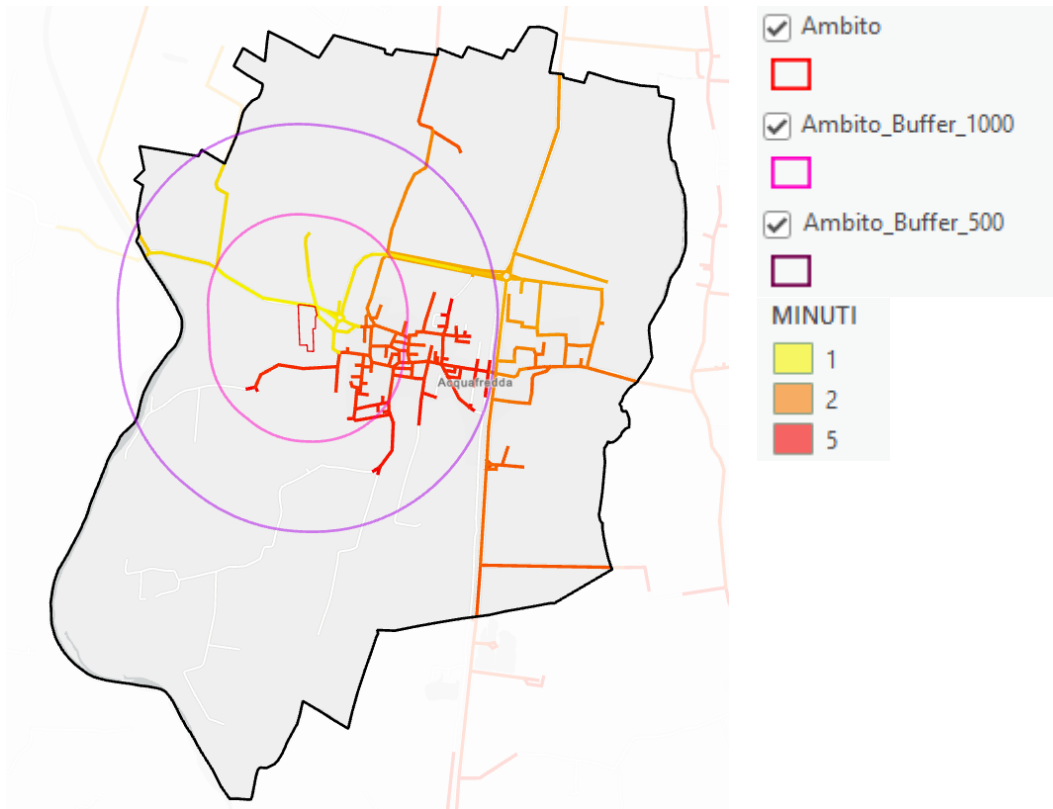 Ambito
Ambito_Buffer_1000
Ambito_Buffer_500
MINUTI
1
2
5
Acquafredda